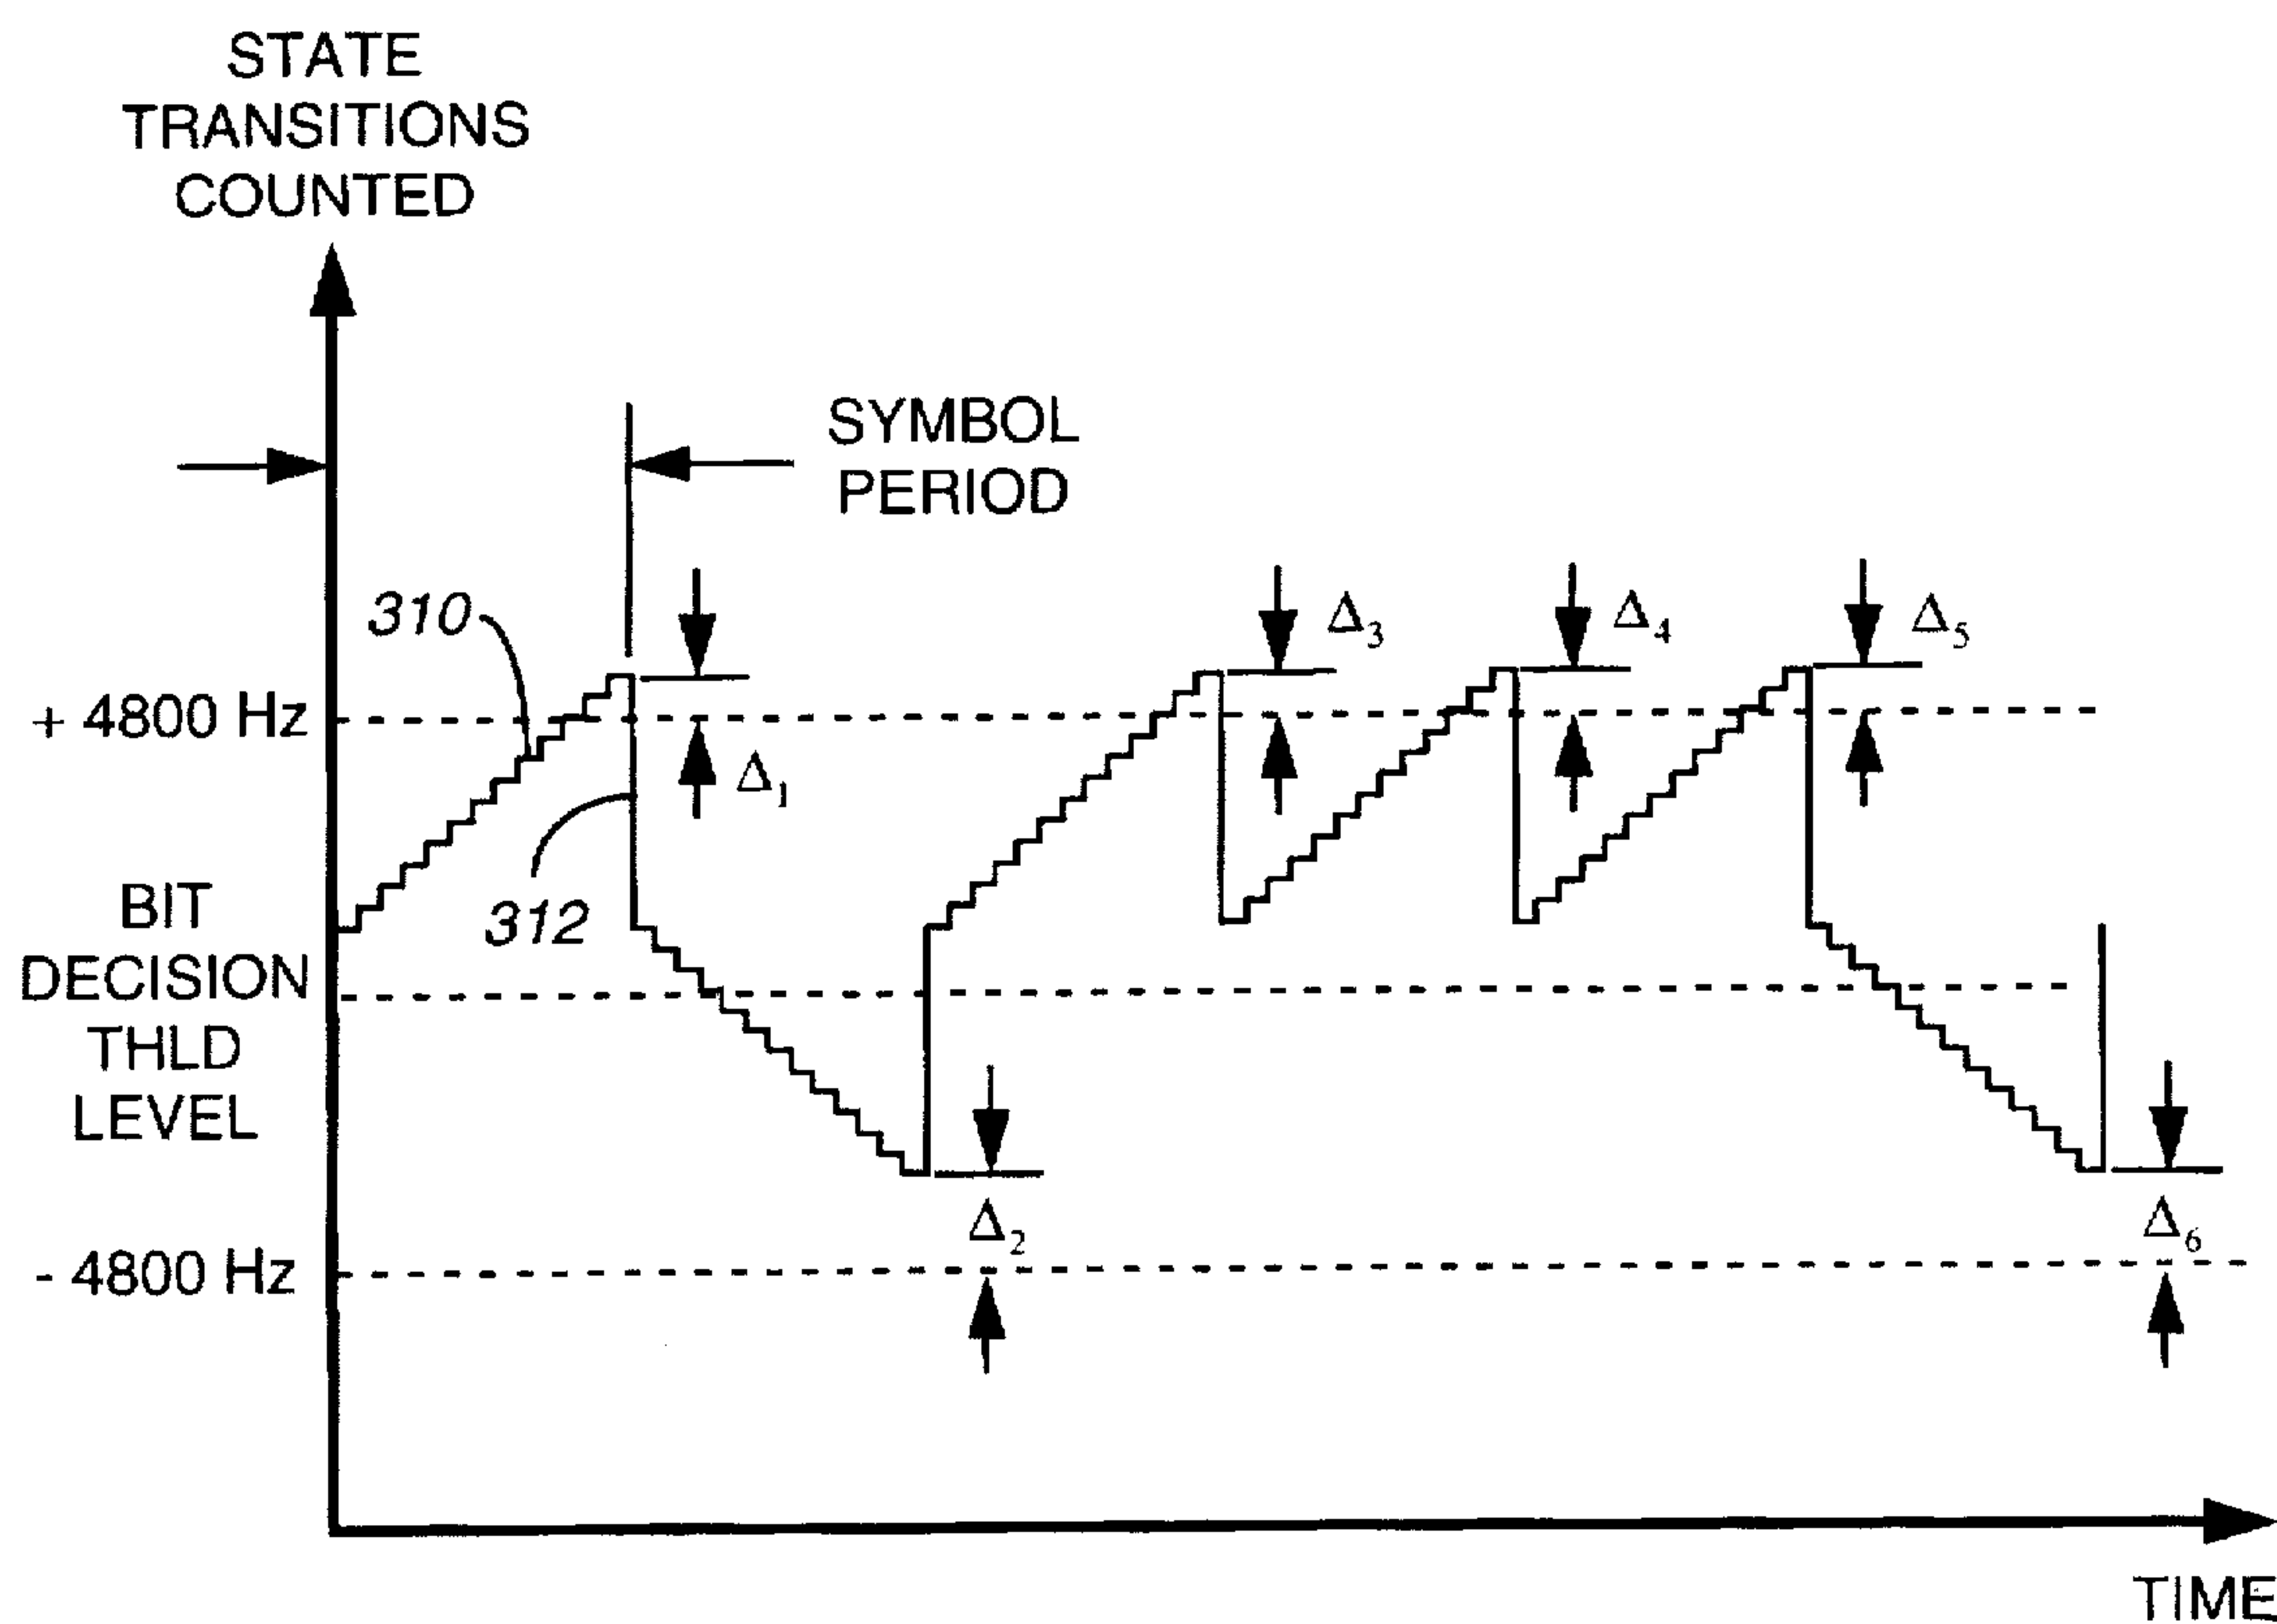 STATE
TRANSITIONS
COUNTED
SYMBOL
PERIOD
310
Δ3
Δ4
Δ5
+ 4800 Hz
Δ1
312
BIT
DECISION
THLD
LEVEL
Δ2
Δ6
- 4800 Hz
TIME